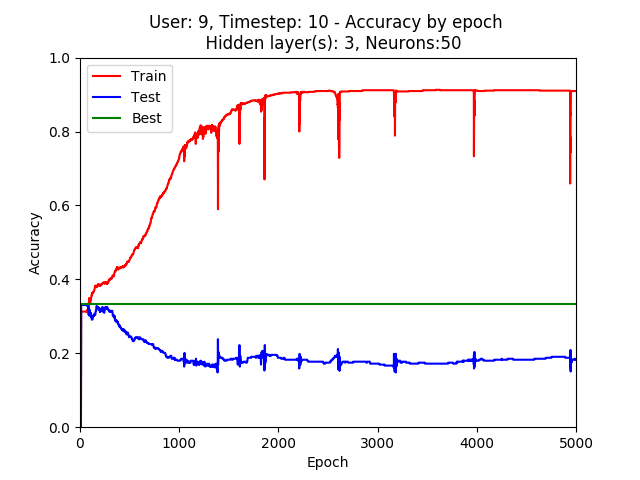 User: 9, Timestep: 10 - Accuracy by epoch
Hidden layer(s): 3, Neurons:50
1.0
Train
Test
Best
0.8
0.6
Accuracy
0.4
0.2
0.0
0 1000 2000 3000 4000 5000
Epoch